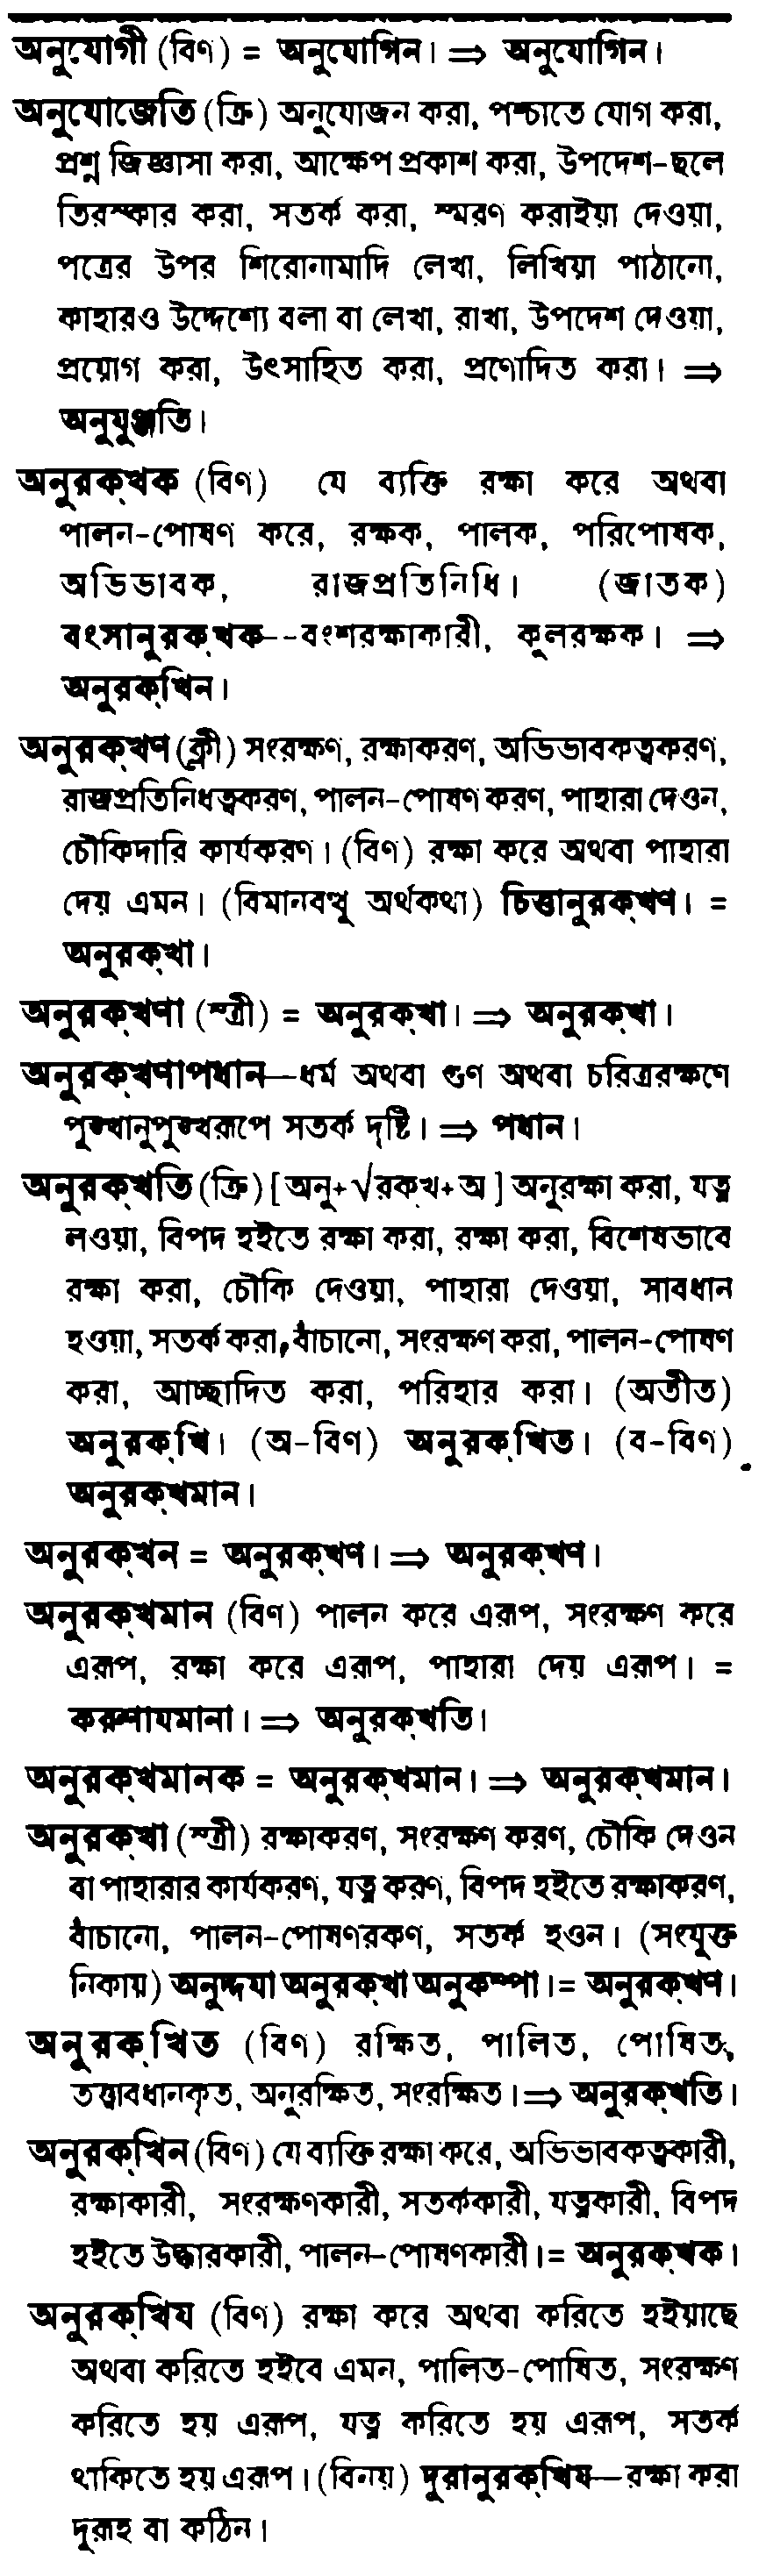 অনুযোগী (বিণ) = অনুযোগিন। ⇒ অনুযোগিন।
অনুযোজেতি (ক্রি) অনুযোজন করা, পশ্চাতে যোগ করা,
প্রশ্ন জিজ্ঞাসা করা, আক্ষেপ প্রকাশ করা, উপদেশ-ছলে
তিরস্কার করা, সতর্ক করা, স্মরণ করাইয়া দেওয়া,
পত্রের উপর শিরোনামাদি লেখা, লিখিয়া পাঠানো,
কাহারও উদ্দেশ্যে বলা বা লেখা, রাখা, উপদেশ দেওয়া,
প্রয়োগ করা, উৎসাহিত করা, প্রণোদিত করা। ⇒
অনুযুঞ্জতি।
অনুরক্‌খক (বিণ) যে ব্যক্তি রক্ষা করে অথবা
পালন-পোষণ করে, রক্ষক, পালক, পরিপোষক,
অভিভাবক, রাজপ্রতিনিধি। (জাতক)
বংসানুরক্‌খক--বংশরক্ষাকারী, কূলরক্ষক। ⇒
অনুরক্‌খিন।
অনুরক্‌খণ (ক্লী) সংরক্ষণ, রক্ষাকরণ, অভিভাবকত্বকরণ,
রাজপ্রতিনিধত্বকরণ, পালন-পোষণ করণ, পাহারা দেওন,
চৌকিদারি কার্যকরণ। (বিণ) রক্ষা করে অথবা পাহারা
দেয় এমন। (বিমানবত্থু অর্থকথা) চিত্তানুরক্‌খণ। =
অনুরক্‌খা।
অনুরক্‌খণা (স্ত্রী) = অনুরক্‌খা। ⇒ অনুরক্‌খা।
অনুরক্‌খণাপধান—ধর্ম অথবা গুণ অথবা চরিত্ররক্ষণে
পুঙ্খানুপুঙ্খরূপে সতর্ক দৃষ্টি। ⇒ পধান।
অনুরক্‌খতি (ক্রি) [অনু+√রক্‌খ+অ] অনুরক্ষা করা, যত্ন
লওয়া, বিপদ হইতে রক্ষা করা, রক্ষা করা, বিশেষভাবে
রক্ষা করা, চৌকি দেওয়া, পাহারা দেওয়া, সাবধান
হওয়া, সতর্ক করা, বাঁচানো, সংরক্ষণ করা, পালন-পোষণ
করা, আচ্ছাদিত করা, পরিহার করা। (অতীত)
অনুরক্‌খি। (অ-বিণ) অনুরক্‌খিত। (ব-বিণ)
অনুরক্‌খমান।
অনুরক্‌খন = অনুরক্‌খণ। ⇒ অনুরক্‌খণ।
অনুরক্‌খমান (বিণ) পালন করে এরূপ, সংরক্ষণ করে
এরূপ, রক্ষা করে এরূপ, পাহারা দেয় এরূপ। =
করুণাযমানা। ⇒ অনুরক্‌খতি।
অনুরক্‌খমানক = অনুরক্‌খমান। ⇒ অনুরক্‌খমান।
অনুরক্‌খা (স্ত্রী) রক্ষাকরণ, সংরক্ষণ করণ, চৌকি দেওন
বা পাহারার কার্যকরণ, যত্ন করণ, বিপদ হইতে রক্ষাকরণ,
বাঁচানো, পালন-পোষণরকণ, সতর্ক হওন। (সংযুক্ত
নিকায়) অনুদ্দযা অনুরক্‌খা অনুকম্পা। = অনুরক্‌খণ।
অনুরক্‌খিত (বিণ) রক্ষিত, পালিত, পোষিত,
তত্তাবধানকৃত, অনুরক্ষিত, সংরক্ষিত। ⇒ অনুরক্‌খতি।
অনুরক্‌খিন (বিণ) যে ব্যক্তি রক্ষা করে, অভিভাবকত্বকারী,
রক্ষাকারী, সংরক্ষণকারী, সতর্ককারী, যত্নকারী, বিপদ
হইতে উদ্ধারকারী, পালন-পোষণকারী। = অনুরক্‌খক।
অনুরক্‌খিয (বিণ) রক্ষা করে অথবা করিতে হইয়াছে
অথবা করিতে হইবে এমন, পালিত-পোষিত, সংরক্ষণ
করিতে হয় এরূপ, যত্ন করিতে হয় এরূপ, সতর্ক
থাকিতে হয় এরূপ। (বিনয়) দুরানুরক্‌খিয—রক্ষা করা
দুরূহ বা কঠিন।